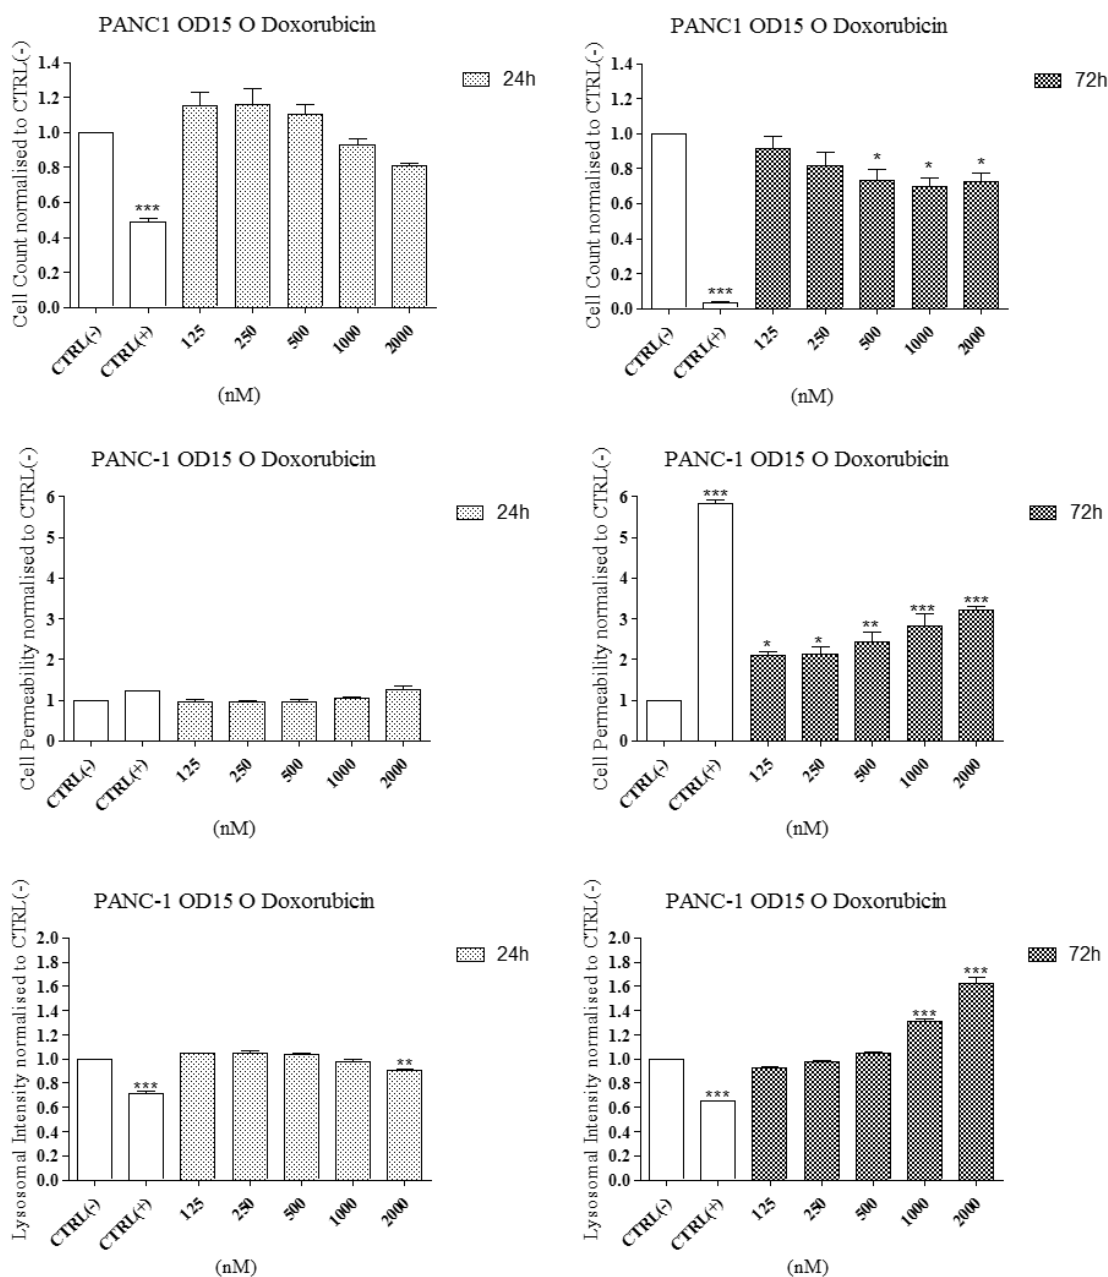 PANC1 OD15 O Doxorubicin
Cell Count normalised to CTRL(-)
1.4
1.2
1.0
0.8
0.6
0.4
0.2
0.0
***
24h
CTRL(-) CTRL(+) 125 250 500 1000 2000
(nM)
PANC1 OD15 O Doxorubicin
Cell Count normalised to CTRL(-)
1.4
1.2
1.0
0.8
0.6
0.4
0.2
0.0
*** * * *
72h
CTRL(-) CTRL(+) 125 250 500 1000 2000
(nM)
PANC-1 OD15 O Doxorubicin
Cell Permeability normalised to CTRL(-)
6
5
4
3
2
1
0
24h
CTRL(-) CTRL(+) 125 250 500 1000 2000
(nM)
PANC-1 OD15 O Doxorubicin
Cell Permeability normalised to CTRL(-)
6
5
4
3
2
1
0
*** * * ** *** ***
72h
CTRL(-) CTRL(+) 125 250 500 1000 2000
(nM)
PANC-1 OD15 O Doxorubicin
Lysosomal Intensity normalised to CTRL(-)
2.0
1.8
1.6
1.4
1.2
1.0
0.8
0.6
0.4
0.2
0.0
*** **
24h
CTRL(-) CTRL(+) 125 250 500 1000 2000
(nM)
PANC-1 OD15 O Doxorubicin
Lysosomal Intensity normalised to CTRL(-)
2.0
1.8
1.6
1.4
1.2
1.0
0.8
0.6
0.4
0.2
0.0
*** *** ***
72h
CTRL(-) CTRL(+) 125 250 500 1000 2000
(nM)